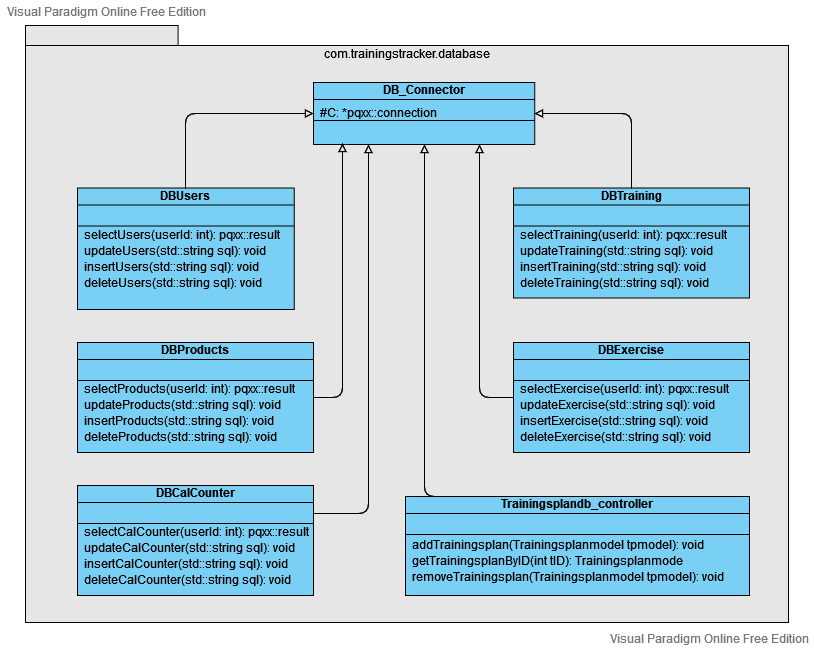 Visual Paradigm Online Free Edition
com.trainingstracker.database
DB_Connector
#C: *pqxx::connection
DBUsers
selectUsers(userId: int): pqxx::result
updateUsers(std::string sql): void
insertUsers(std::string sql): void
deleteUsers(std::string sql): void
DBTraining
selectTraining(userId: int): pqxx::result
updateTraining(std::string sql): void
insertTraining(std::string sql): void
deleteTraining(std::string sql): void
DBProducts
selectProducts(userId: int): pqxx::result
updateProducts(std::string sql): void
insertProducts(std::string sql): void
deleteProducts(std::string sql): void
DBExercise
selectExercise(userId: int): pqxx::result
updateExercise(std::string sql): void
insertExercise(std::string sql): void
deleteExercise(std::string sql): void
DBCalCounter
selectCalCounter(userId: int): pqxx::result
updateCalCounter(std::string sql): void
insertCalCounter(std::string sql): void
deleteCalCounter(std::string sql): void
Trainingsplandb_controller
addTrainingsplan(Trainingsplanmodel tpmodel): void
getTrainingsplanByID(int tID): Trainingsplanmode
removeTrainingsplan(Trainingsplanmodel tpmodel): void
Visual Paradigm Online Free Edition